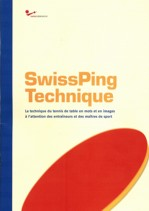 SwissPing
Technique
La technique du tennis de table en texte et en images
à l'attention des entraîneurs et des maîtres de sport